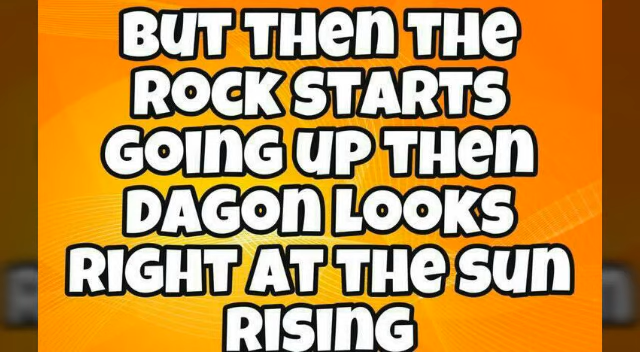 BUT THEN THE
ROCK STARTS
GOING UP THEN
DAGON LOOKS
RIGHT AT THE SUN
RISING